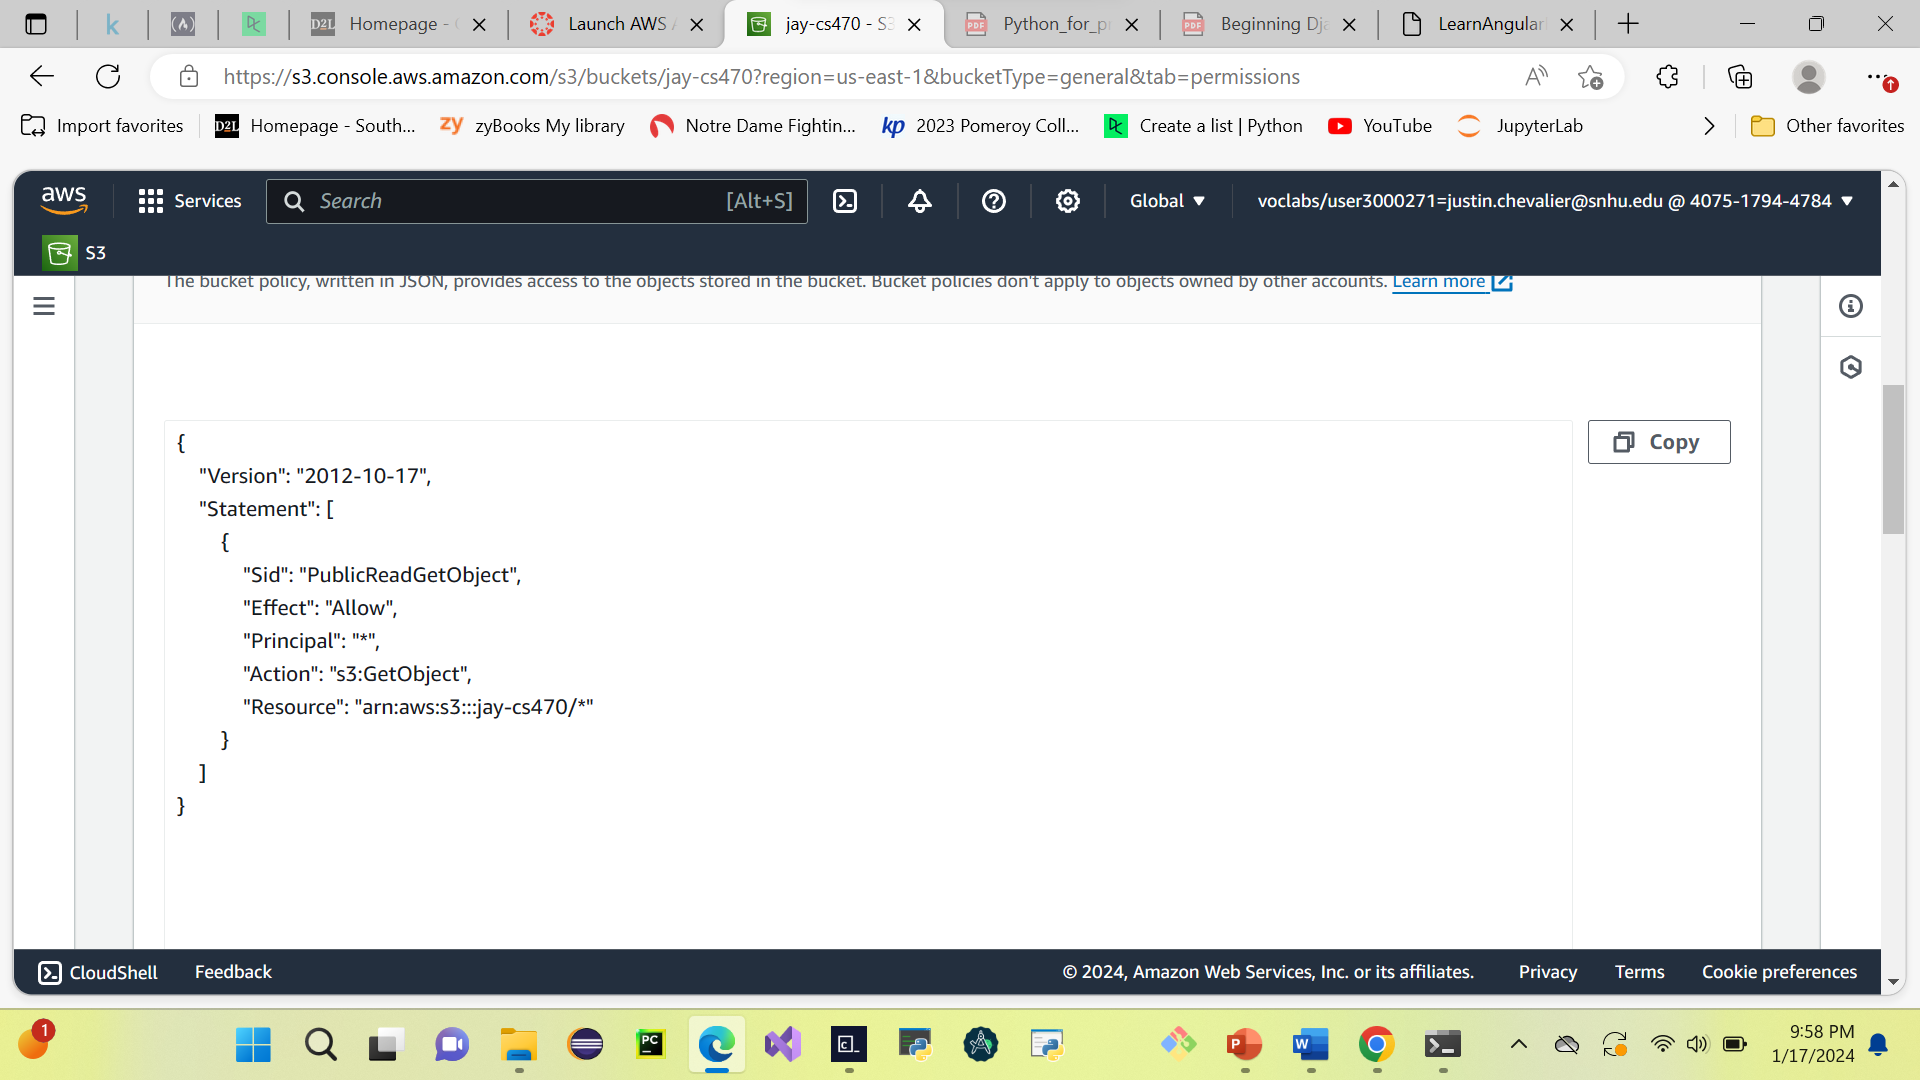 Homepage -
Launch AWS
jay-cs470 - S3
Python_for_p
Beginning Dj
LearnAngular
https://s3.console.aws.amazon.com/s3/buckets/jay-cs470?region=us-east-1&bucketType=general&tab=permissions
Import favorites
D2L Homepage - South...
zy zyBooks My library
Notre Dame Fightin...
kp 2023 Pomeroy Coll...
Create a list | Python
YouTube
JupyterLab
Other favorites
aws
Services
Search [Alt+S]
Global
voclabs/user3000271=justin.chevalier@snhu.edu @ 4075-1794-4784
S3
The bucket policy, written in JSON, provides access to the objects stored in the bucket. Bucket policies don't apply to objects owned by other accounts. Learn more
Copy
{
"Version": "2012-10-17",
"Statement": [
{
"Sid": "PublicReadGetObject",
"Effect": "Allow",
"Principal": "*",
"Action": "s3:GetObject",
"Resource": "arn:aws:s3:::jay-cs470/*"
}
]
}
CloudShell
Feedback
© 2024, Amazon Web Services, Inc. or its affiliates.
Privacy
Terms
Cookie preferences
1
9:58 PM
1/17/2024